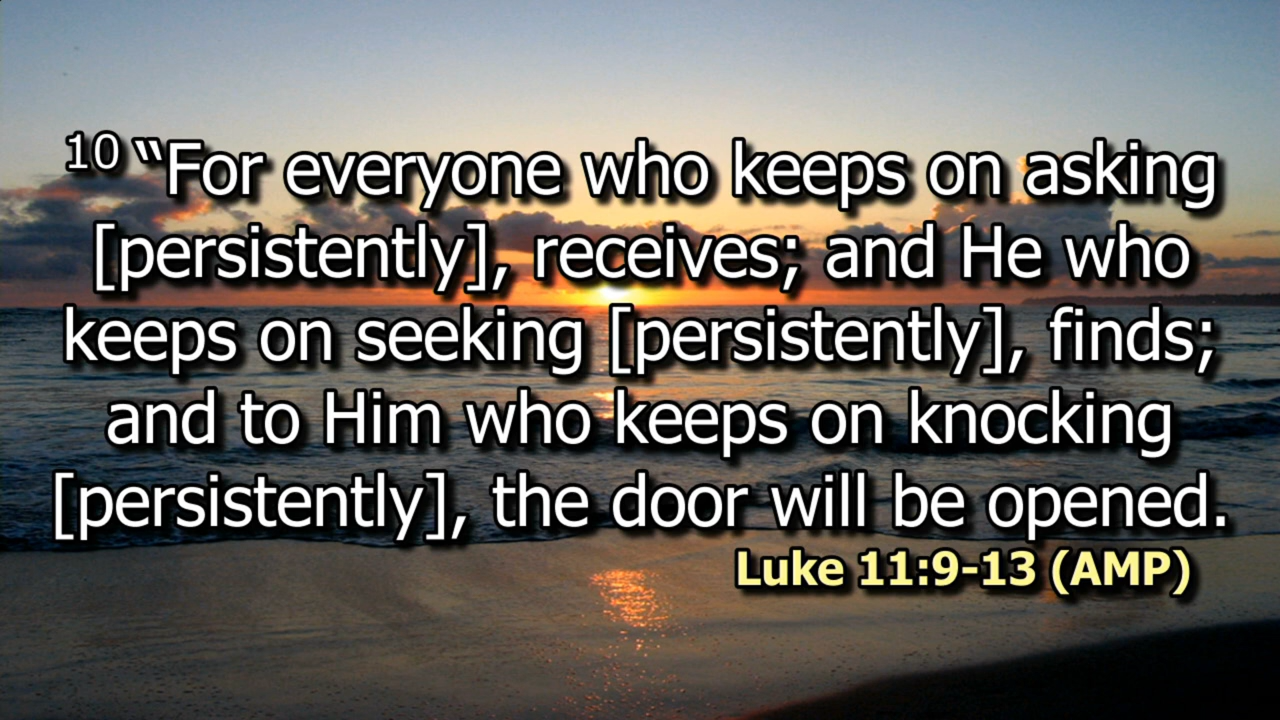 10 “For everyone who keeps on asking
[persistently], receives; and He who
keeps on seeking [persistently], finds;
and to Him who keeps on knocking
[persistently], the door will be opened.
Luke 11:9-13 (AMP)